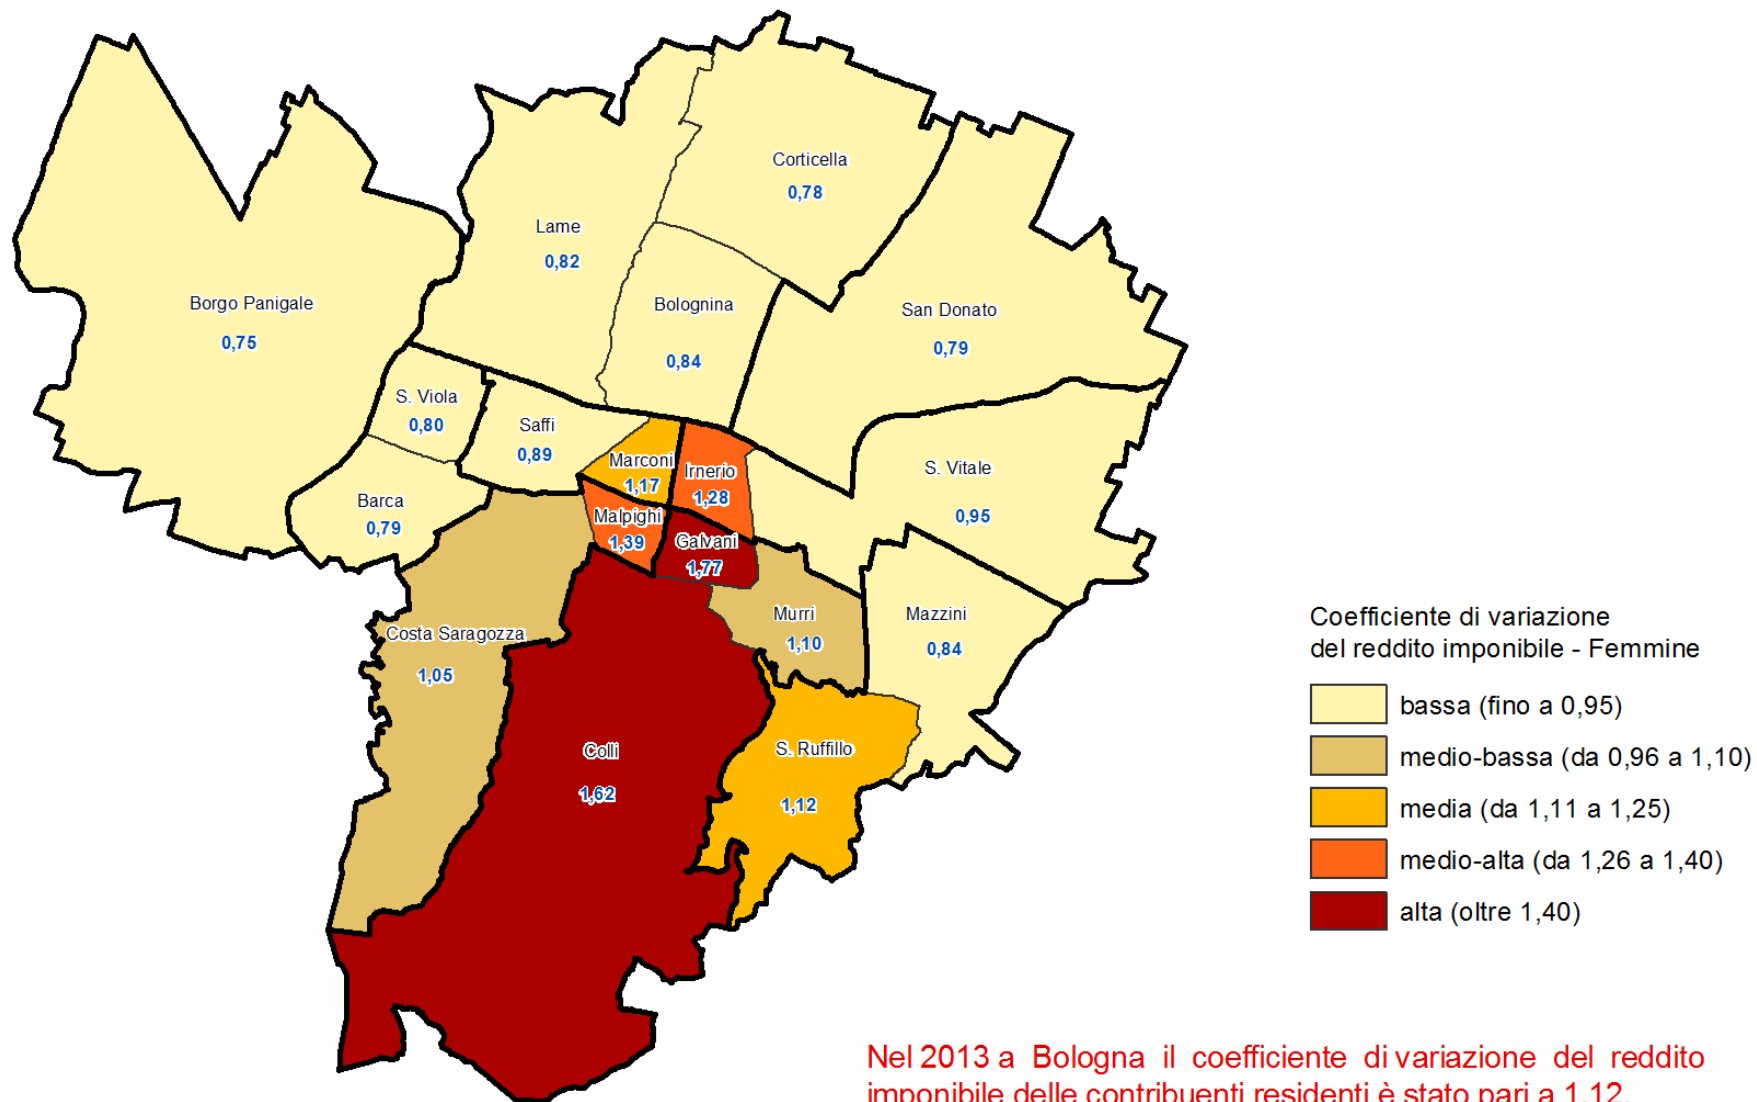 Corticella
0,78
Lame
0,82
Borgo Panigale
0,75
Bolognina
0,84
San Donato
0,79
S. Viola
0,80
Saffi
0,89
Marconi
1,17
Irnerio
1,28
S. Vitale
0,95
Barca
0,79
Malpighi
1,39
Galvani
1,77
Murri
1,10
Mazzini
0,84
Costa Saragozza
1,05
Colli
1,62
S. Ruffillo
1,12
Coefficiente di variazione
del reddito imponibile - Femmine
bassa (fino a 0,95)
medio-bassa (da 0,96 a 1,10)
media (da 1,11 a 1,25)
medio-alta (da 1,26 a 1,40)
alta (oltre 1,40)
Nel 2013 a Bologna il coefficiente di variazione del reddito
imponibile delle contribuenti residenti è stato pari a 1,12.